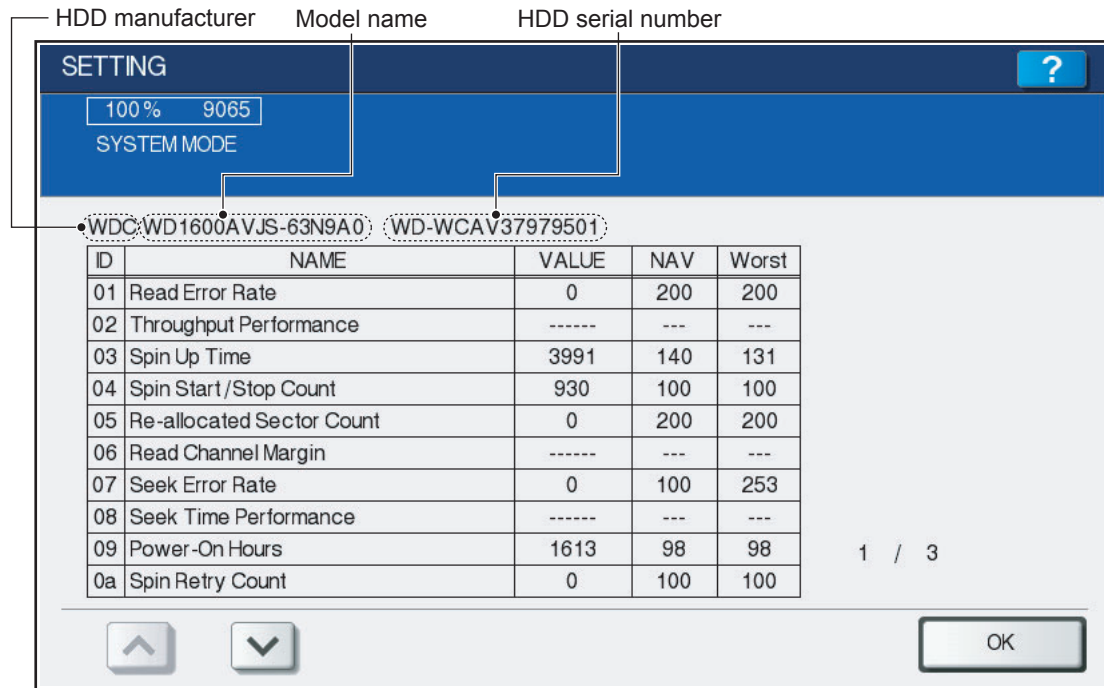 HDD manufacturer Model name HDD serial number
SETTING ?
100% 9065
SYSTEM MODE
WDC WD1600AVJS-63N9A0 WD-WCAV37979501
ID NAME VALUE NAV Worst
01 Read Error Rate 0 200 200
02 Throughput Performance ------ --- ---
03 Spin Up Time 3991 140 131
04 Spin Start/Stop Count 930 100 100
05 Re-allocated Sector Count 0 200 200
06 Read Channel Margin ------ --- ---
07 Seek Error Rate 0 100 253
08 Seek Time Performance ------ --- ---
09 Power-On Hours 1613 98 98
0a Spin Retry Count 0 100 100
1 / 3
OK